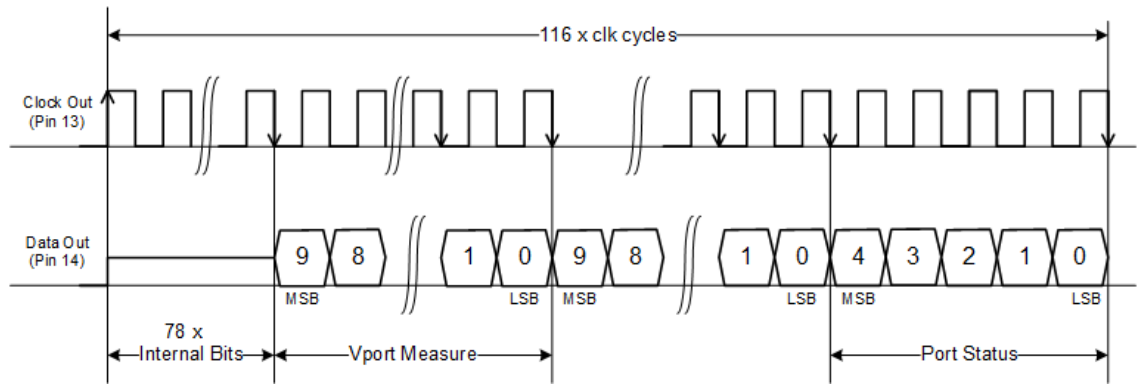 116 x clk cycles
Clock Out
(Pin 13)
Data Out
(Pin 14)
9 8 1 0 9 8 1 0 4 3 2 1 0
MSB LSB MSB LSB MSB LSB
78 x
Internal Bits
Vport Measure
Port Status